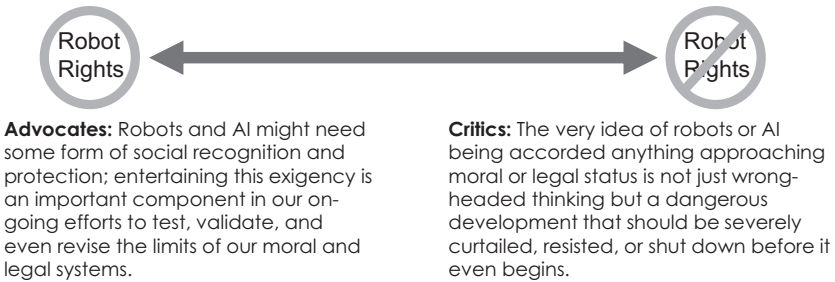 Robot
Rights
Robot
Rights
Advocates: Robots and AI might need
some form of social recognition and
protection; entertaining this exigency is
an important component in our on-
going efforts to test, validate, and
even revise the limits of our moral and
legal systems.
Critics: The very idea of robots or AI
being accorded anything approaching
moral or legal status is not just wrong-
headed thinking but a dangerous
development that should be severely
curtailed, resisted, or shut down before it
even begins.